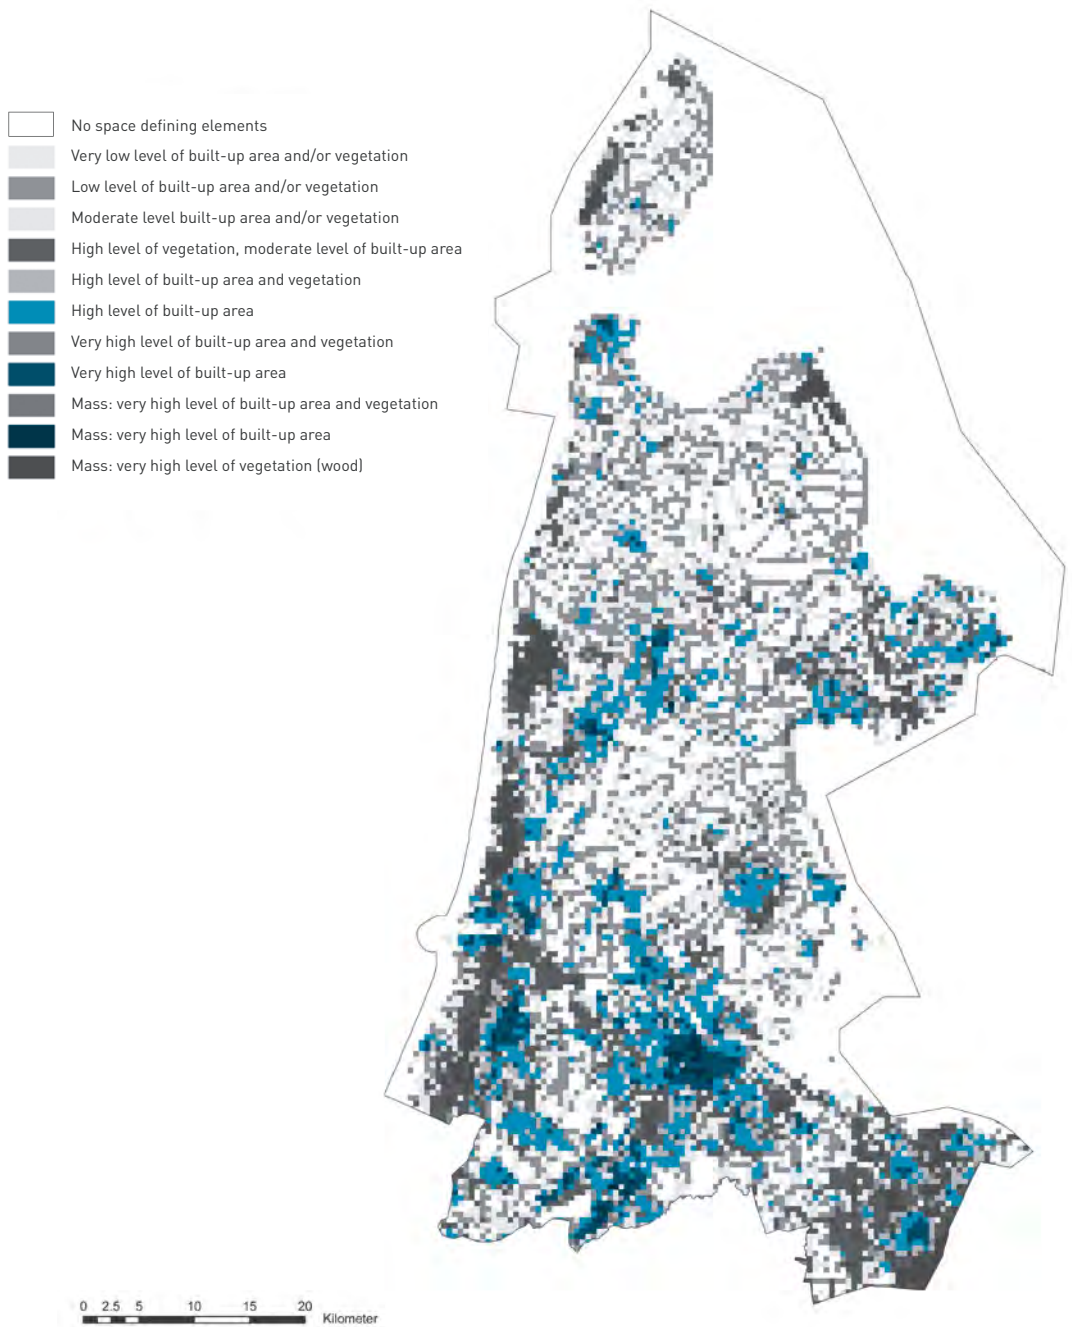 No space defining elements
Very low level of built-up area and/or vegetation
Low level of built-up area and/or vegetation
Moderate level built-up area and/or vegetation
High level of vegetation, moderate level of built-up area
High level of built-up area and vegetation
High level of built-up area
Very high level of built-up area and vegetation
Very high level of built-up area
Mass: very high level of built-up area and vegetation
Mass: very high level of built-up area
Mass: very high level of vegetation (wood)
0 2.5 5 10 15 20
Kilometer